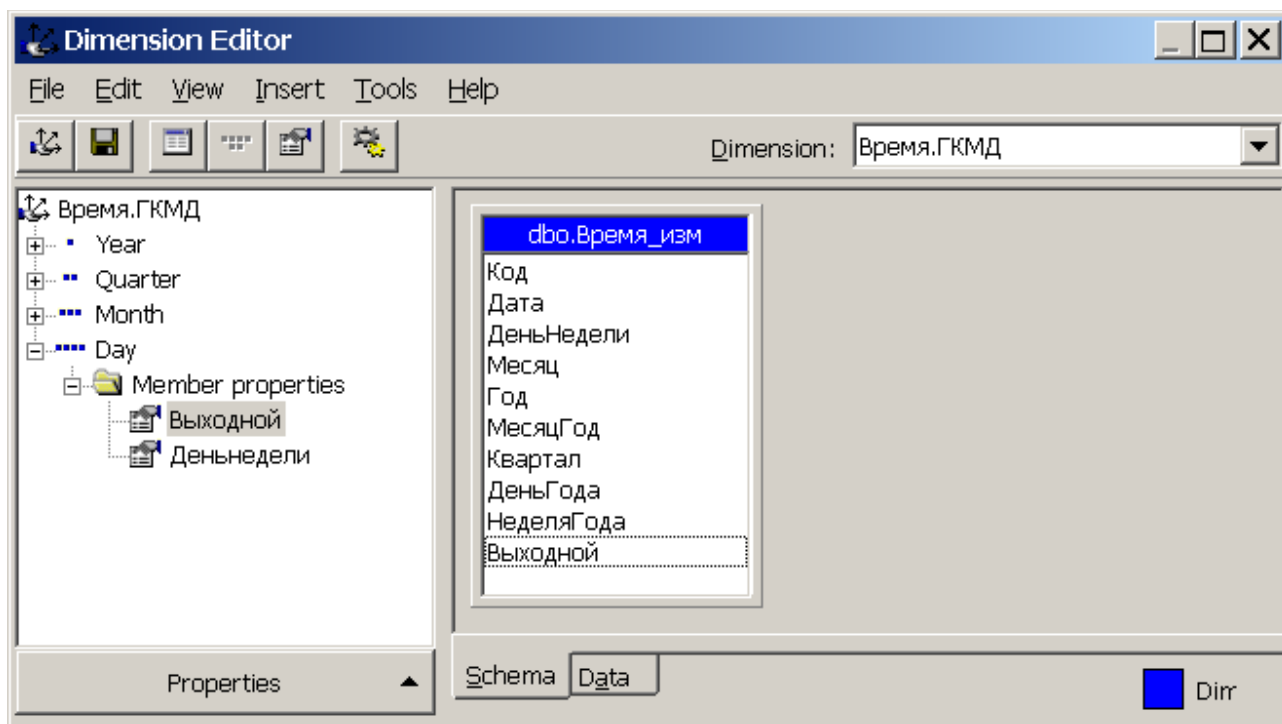 Dimension Editor
File Edit View Insert Tools Help
Dimension: Время.ГКМД
Время.ГКМД
Year
Quarter
Month
Day
Member properties
Выходной
Деньнедели
Properties
dbo.Время_изм
Код
Дата
ДеньНедели
Месяц
Год
МесяцГод
Квартал
ДеньГода
НеделяГода
Выходной
Schema Data